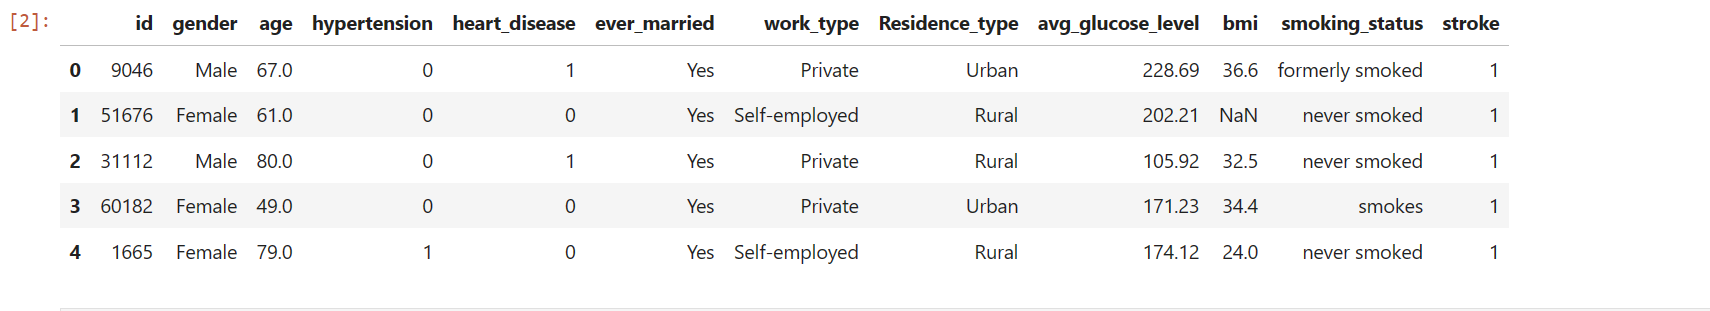 [2]: id gender age hypertension heart_disease ever_married work_type Residence_type avg_glucose_level bmi smoking_status stroke
0 9046 Male 67.0 0 1 Yes Private Urban 228.69 36.6 formerly smoked 1
1 51676 Female 61.0 0 0 Yes Self-employed Rural 202.21 NaN never smoked 1
2 31112 Male 80.0 0 1 Yes Private Rural 105.92 32.5 never smoked 1
3 60182 Female 49.0 0 0 Yes Private Urban 171.23 34.4 smokes 1
4 1665 Female 79.0 1 0 Yes Self-employed Rural 174.12 24.0 never smoked 1